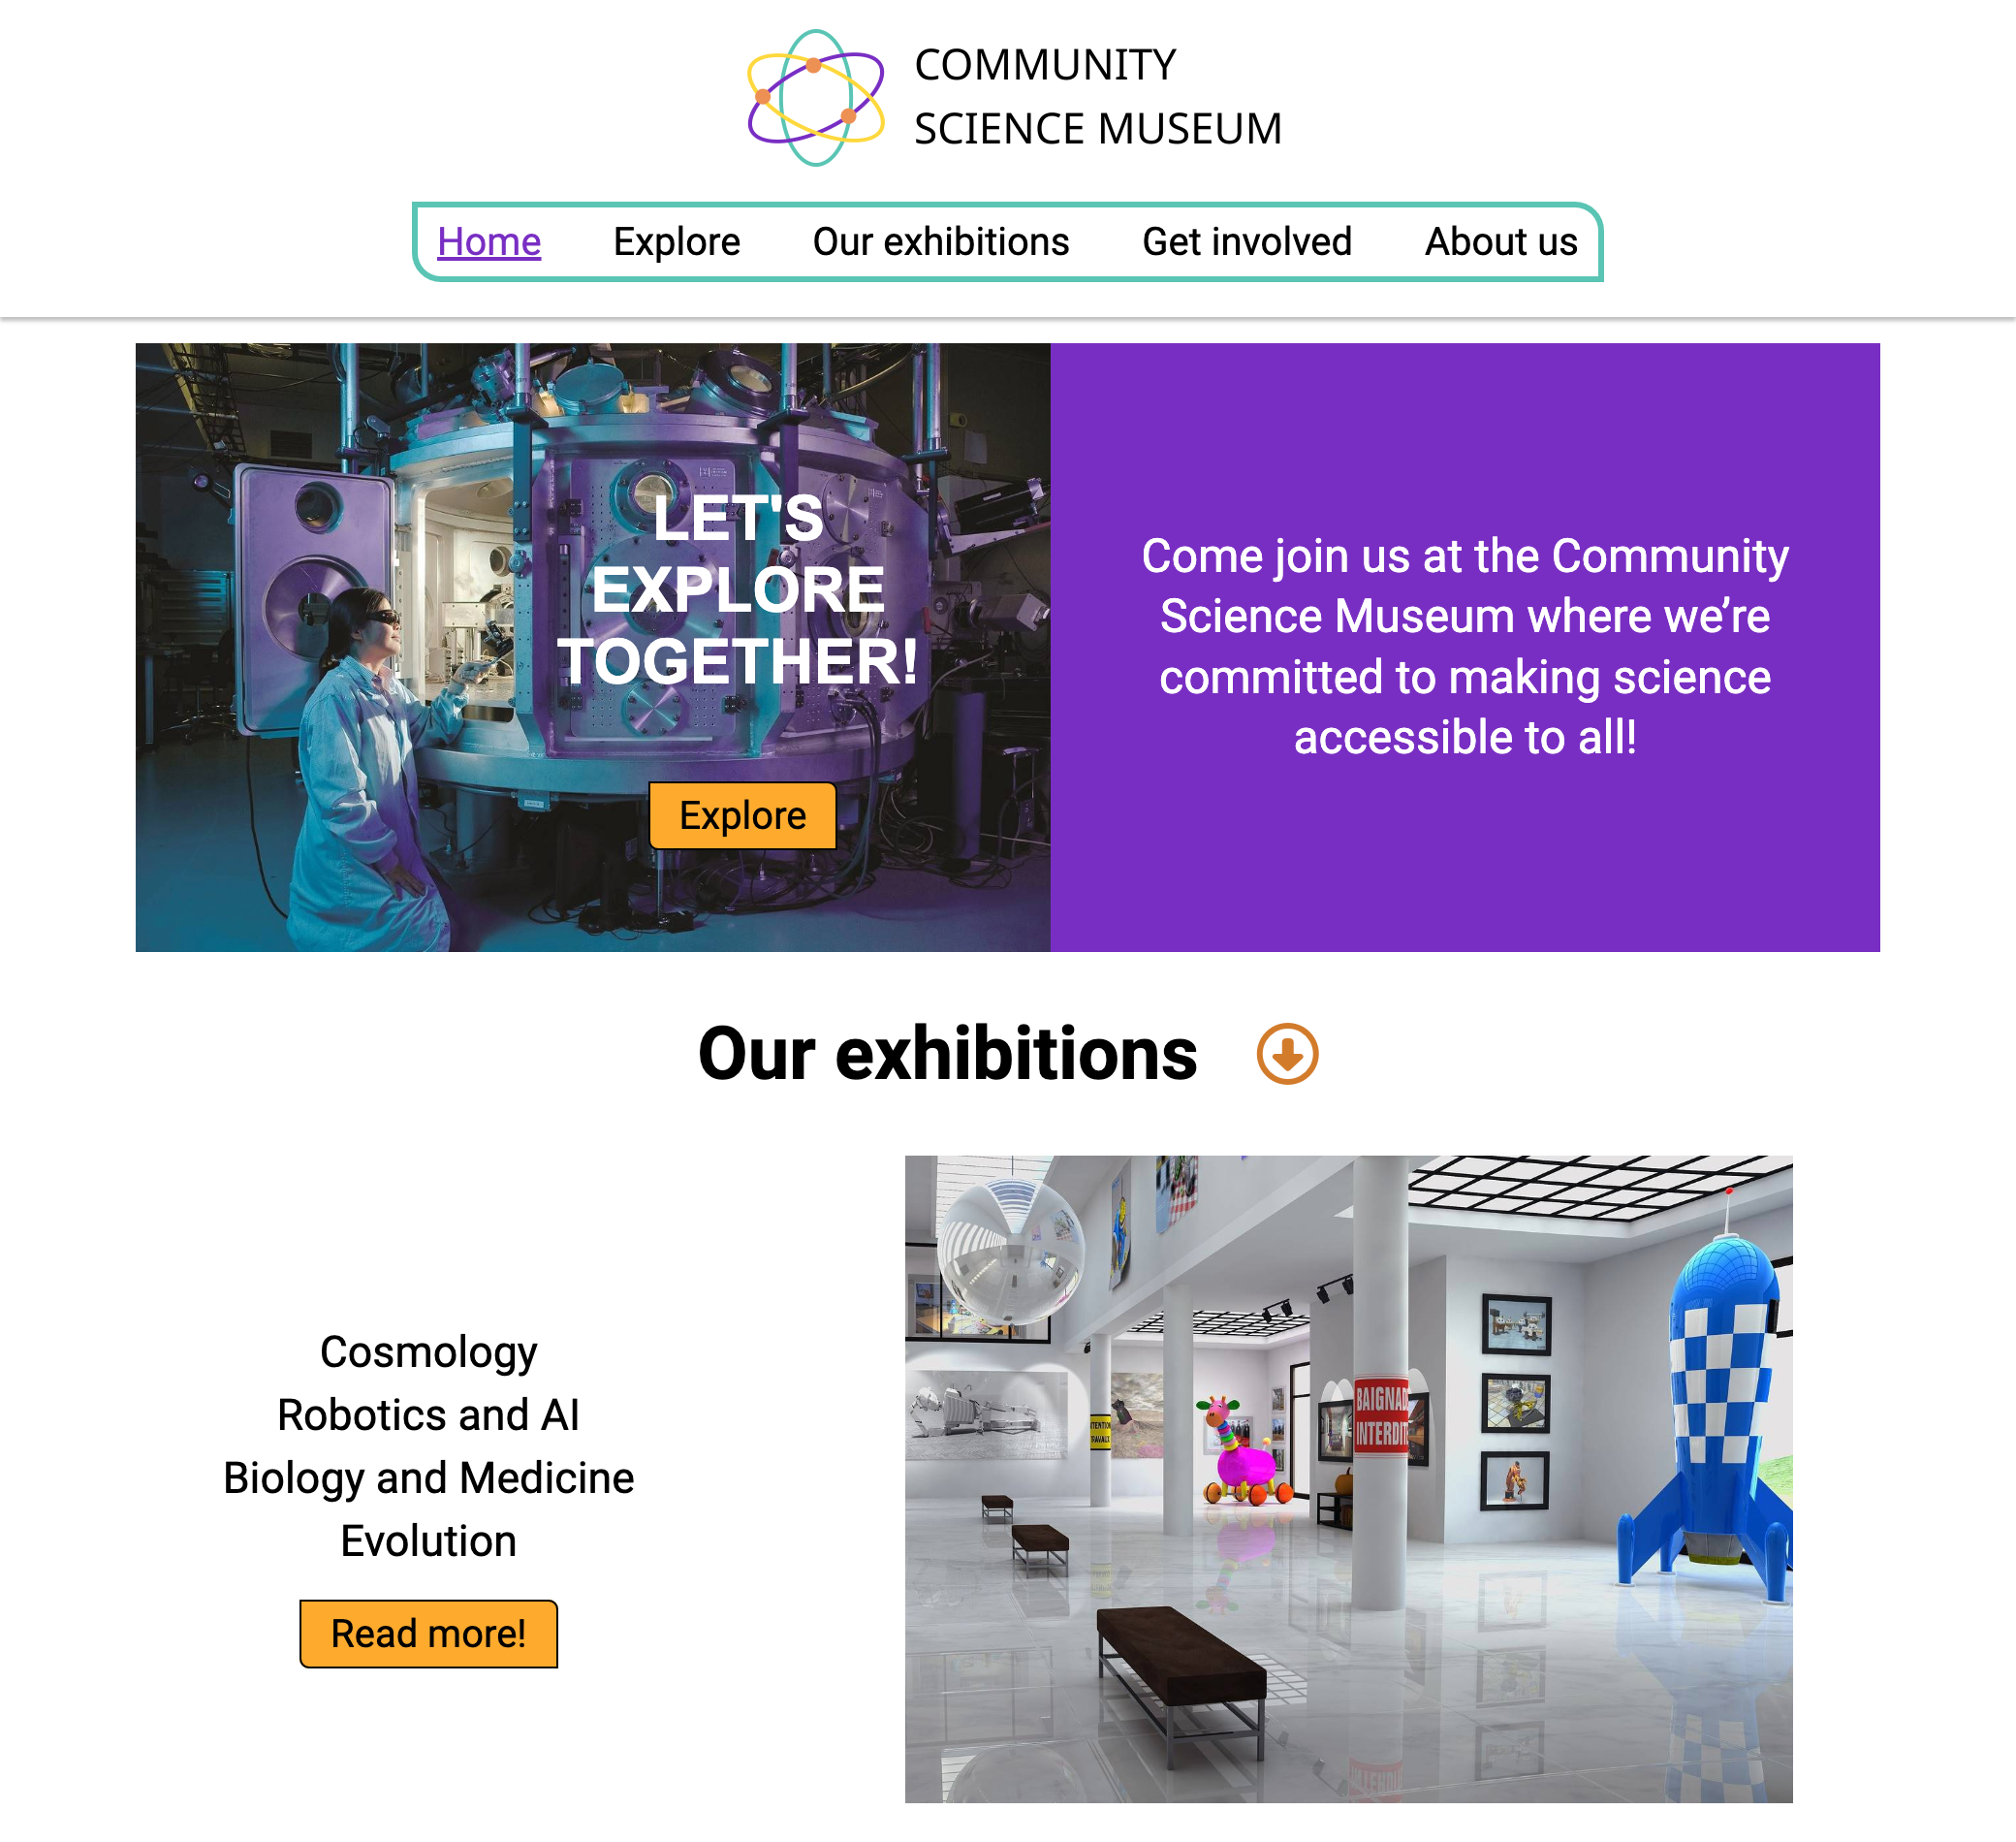 COMMUNITY
SCIENCE MUSEUM
Home Explore Our exhibitions Get involved About us
LET'S
EXPLORE
TOGETHER!
Explore
Come join us at the Community
Science Museum where we’re
committed to making science
accessible to all!
Our exhibitions
Cosmology
Robotics and AI
Biology and Medicine
Evolution
Read more!
BAIGNAD
INTERDIT